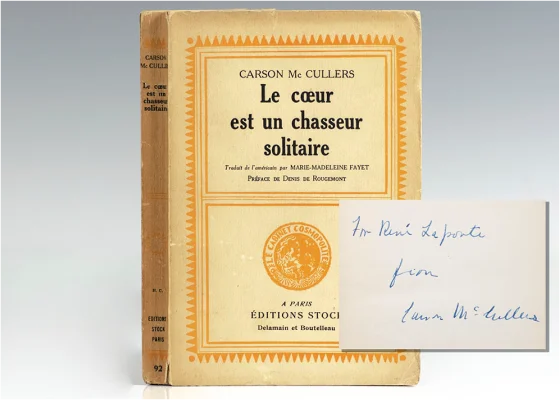 CARSON
Mc CULLERS
Le cœur
est un
chasseur
solitaire
E. C.
ÉDITIONS
STOCK
PARIS
92
CARSON Mc CULLERS
Le cœur
est un chasseur
solitaire
Traduit de l'américain par MARIE-MADELEINE FAYET
PRÉFACE DE DENIS DE ROUGEMONT
LE CABINET COSMOPOLITE
A PARIS
ÉDITIONS STOCK
Delamain et Boutelleau
For René Laporte
from
Carson McCullers